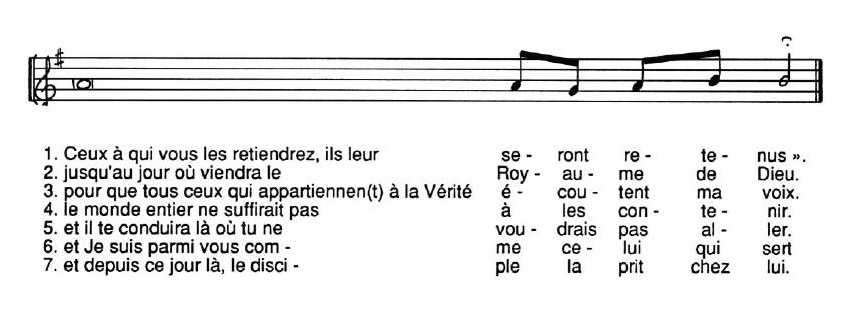 1. Ceux à qui vous les retiendrez, ils leur se - ront re - te - nus ».
2. jusqu'au jour où viendra le Roy - au - me de Dieu.
3. pour que tous ceux qui appartiennen(t) à la Vérité é - cou - tent ma voix.
4. le monde entier ne suffirait pas à les con - te - nir.
5. et il te conduira là où tu ne vou - drais pas al - ler.
6. et Je suis parmi vous com - me ce - lui qui sert
7. et depuis ce jour là, le disci - ple la prit chez lui.